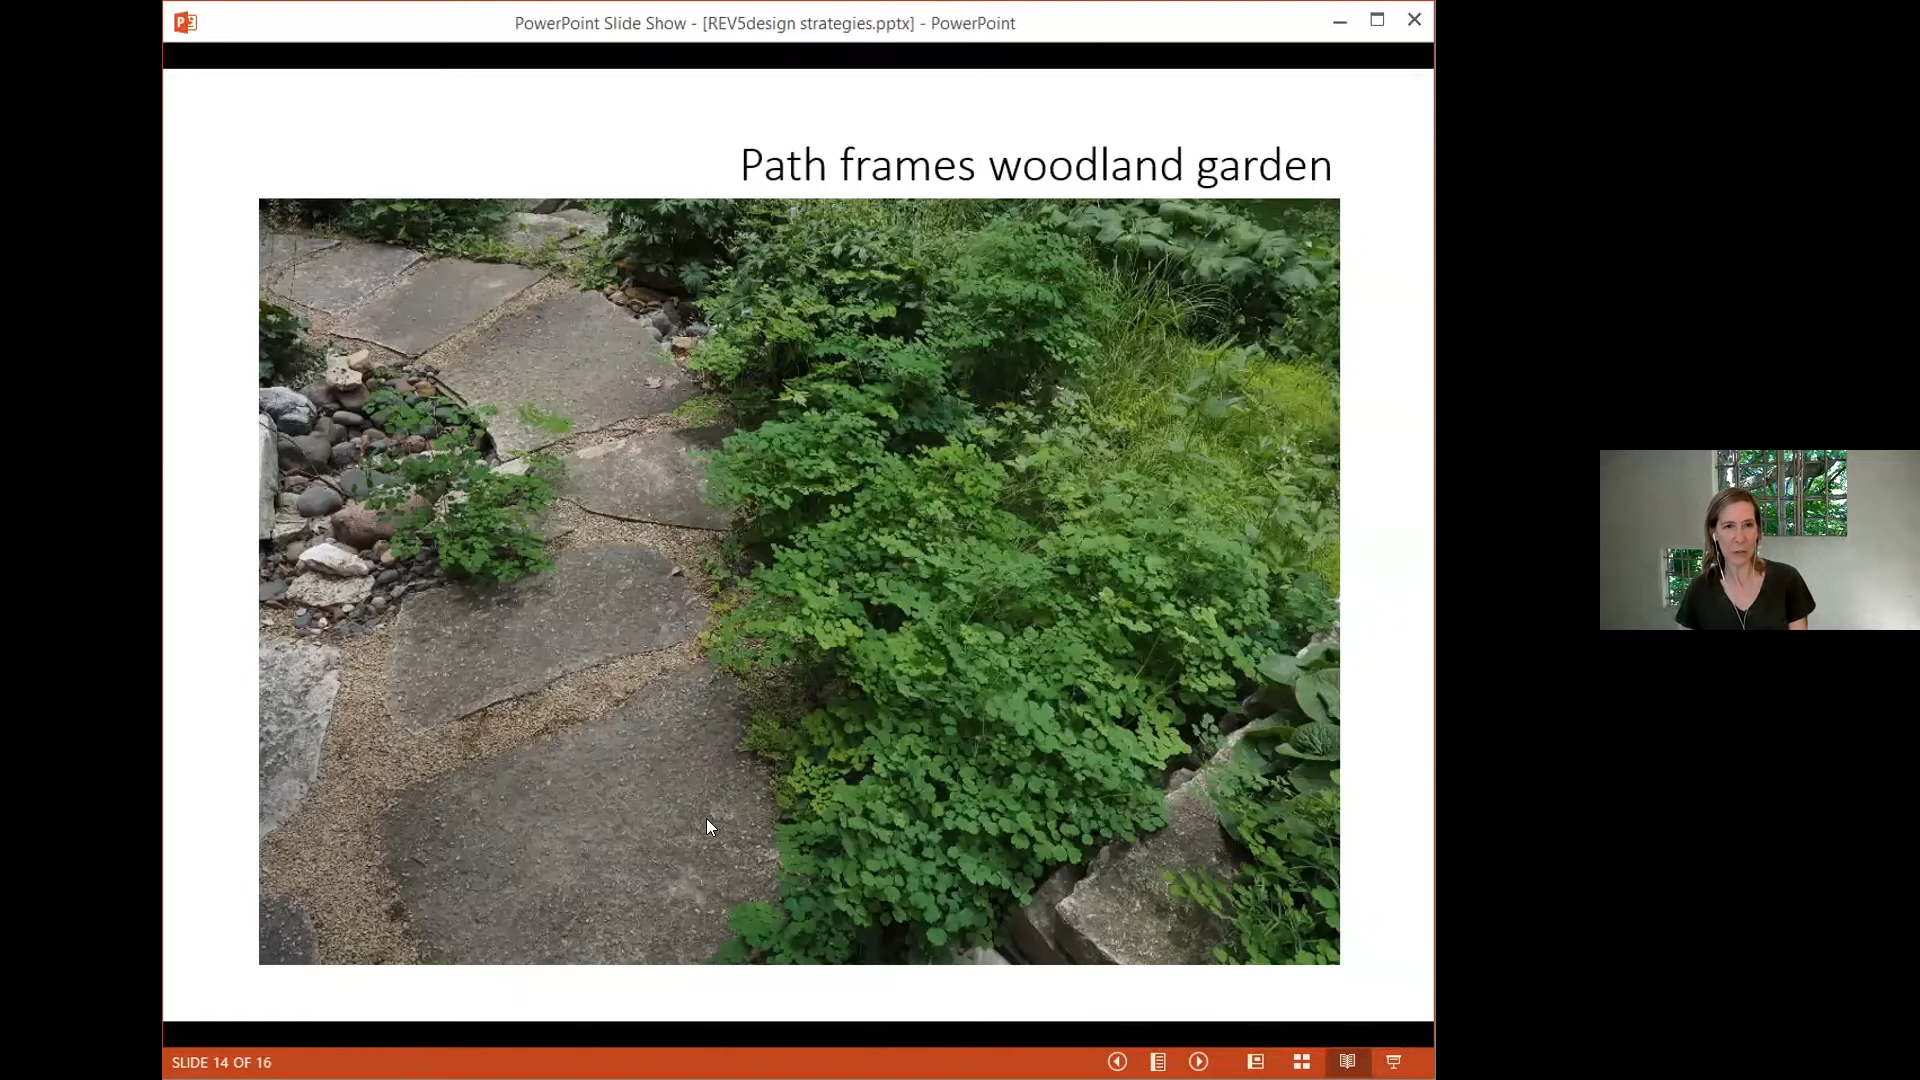 PowerPoint Slide Show - [REV5design strategies.pptx] - PowerPoint
Path frames woodland garden
SLIDE 14 OF 16